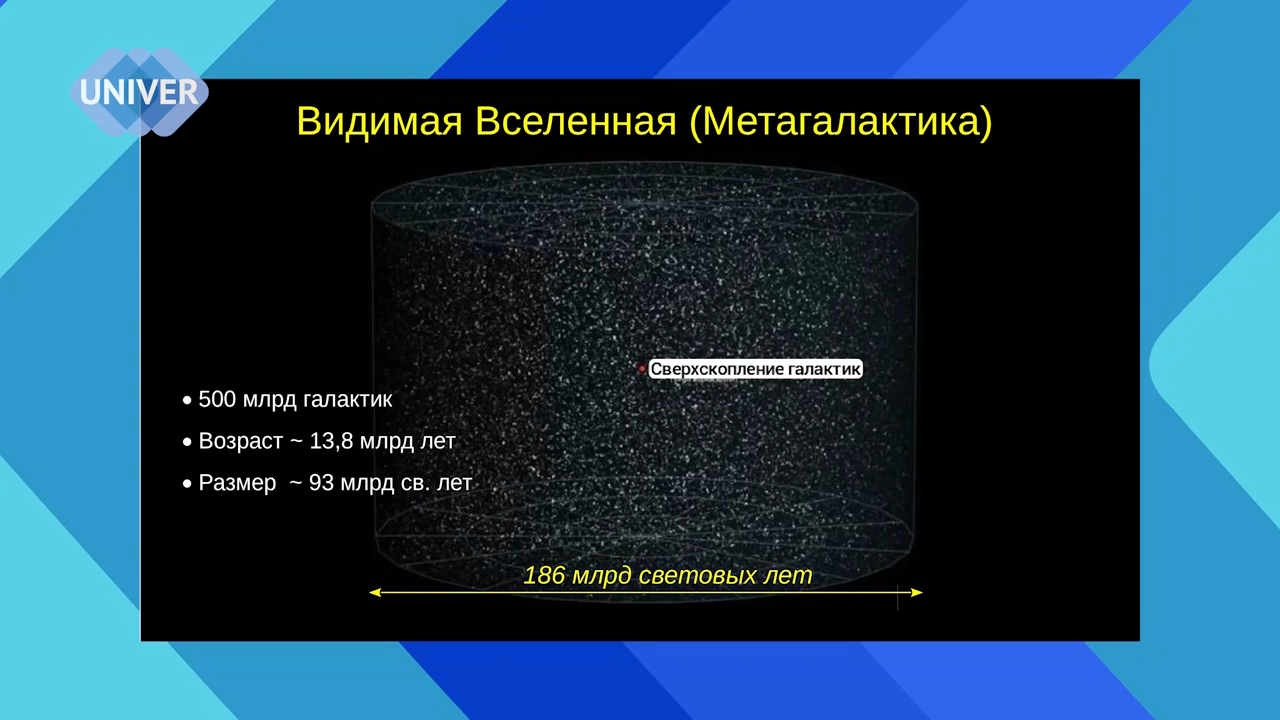 UNIVER
Видимая Вселенная (Метагалактика)
Сверхскопление галактик
• 500 млрд галактик
• Возраст ~ 13,8 млрд лет
• Размер ~ 93 млрд св. лет
186 млрд световых лет